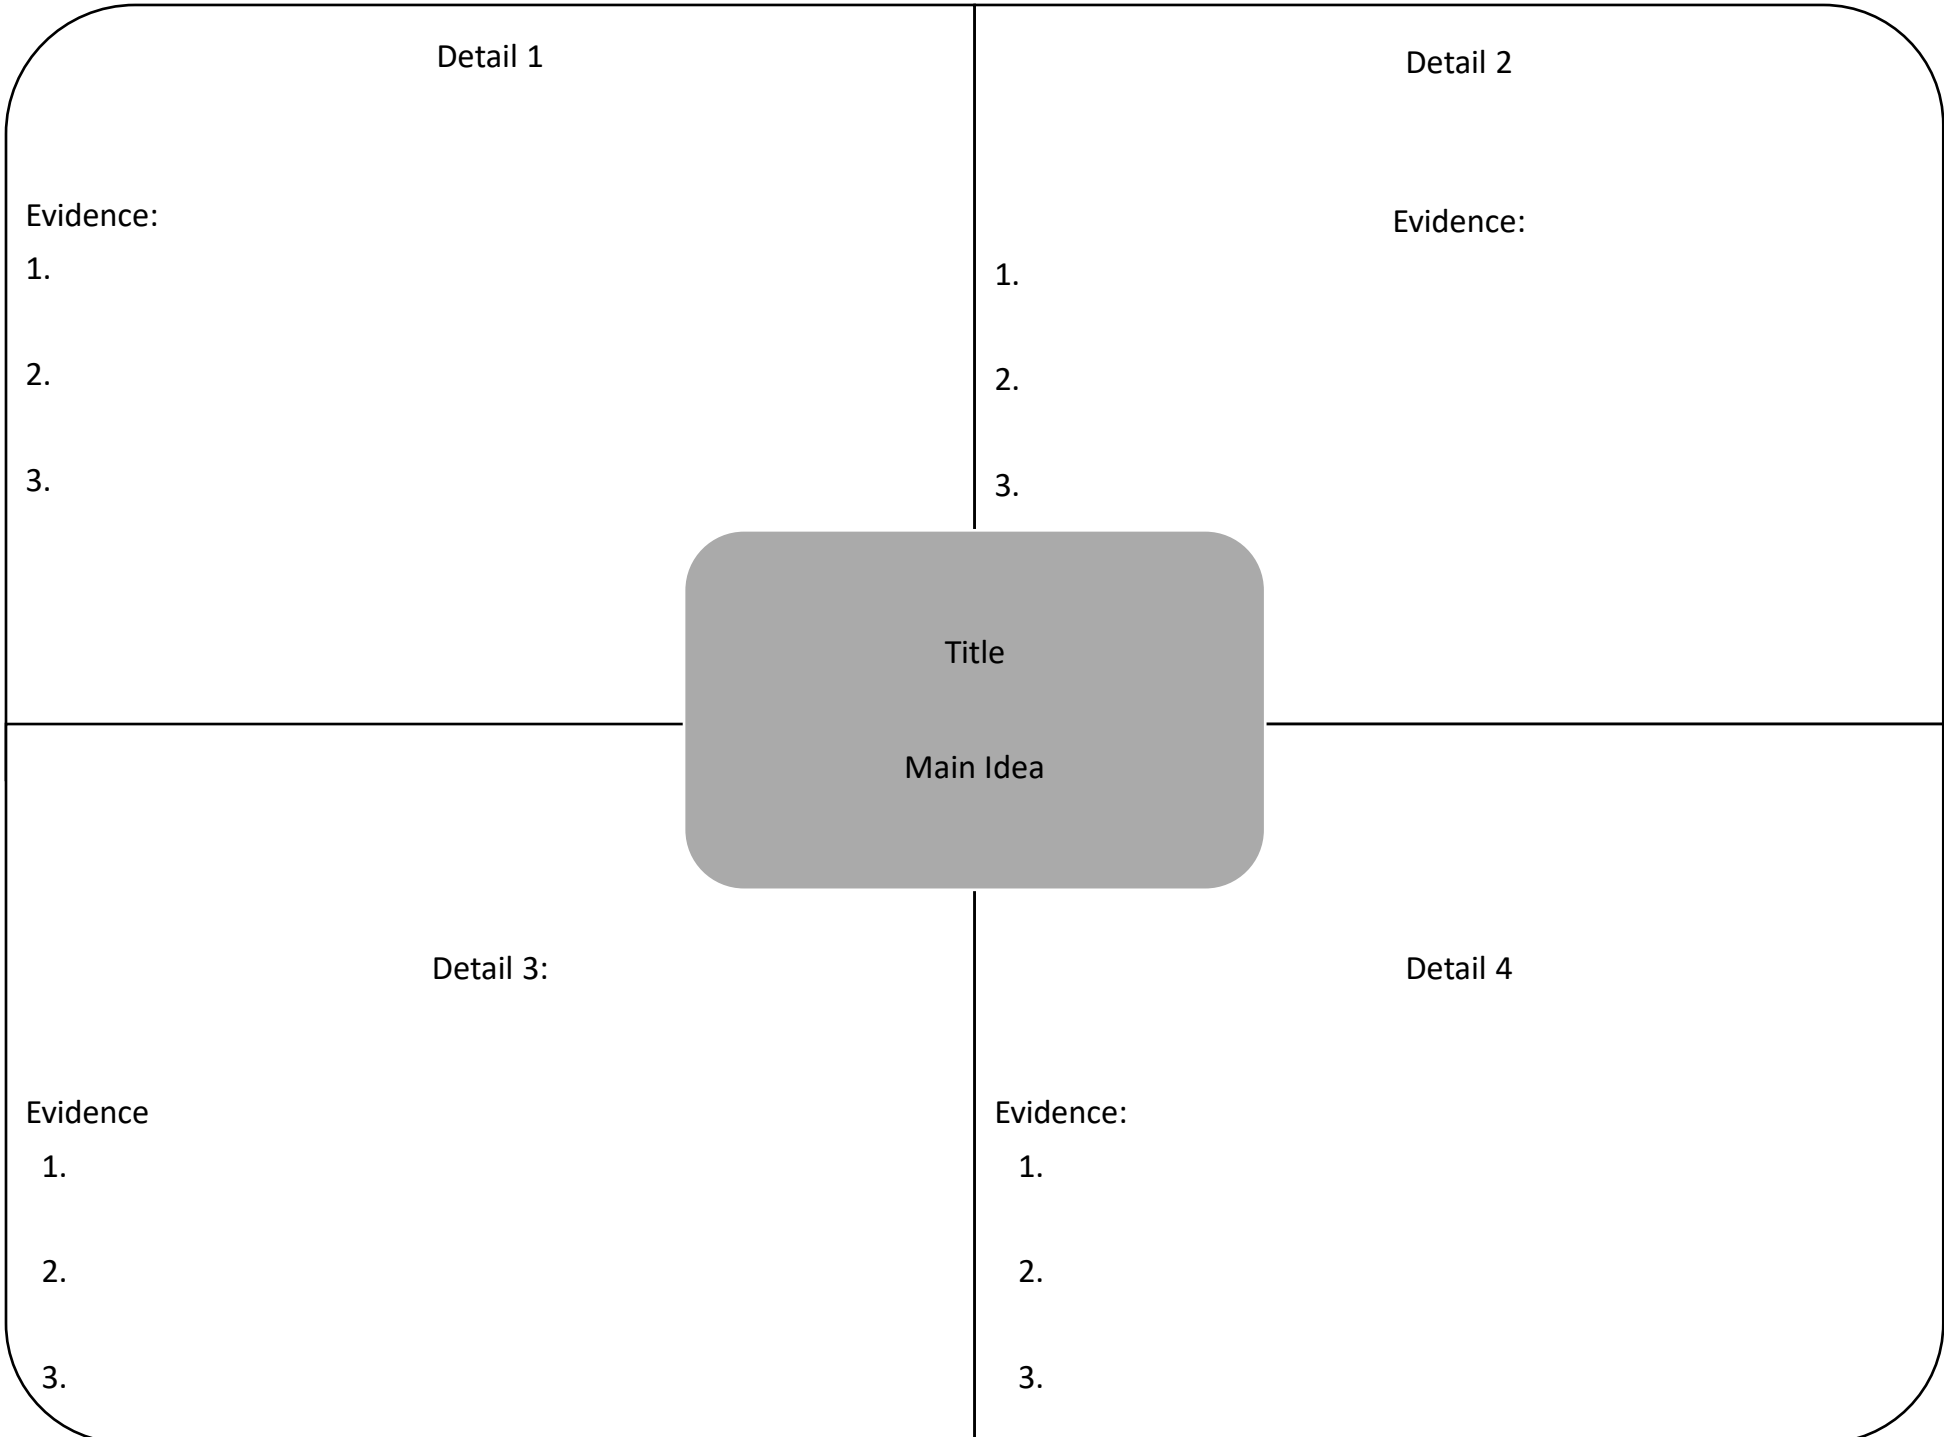 Detail 1
Evidence:
1.
2.
3.
Detail 2
Evidence:
1.
2.
3.
Title
Main Idea
Detail 3:
Evidence
1.
2.
3.
Detail 4
Evidence:
1.
2.
3.